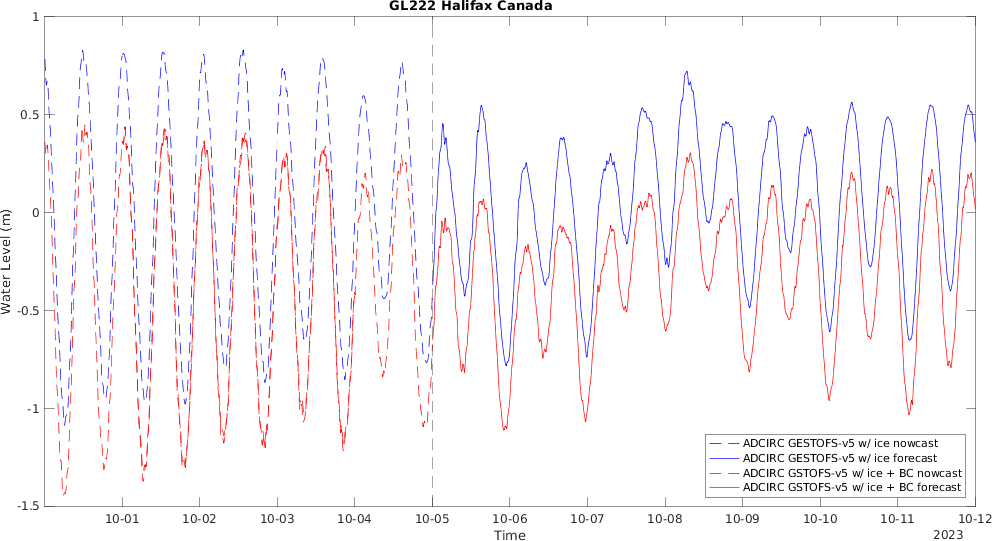 GL222 Halifax Canada
1
0.5
0
-0.5
-1
-1.5
Water Level (m)
10-01 10-02 10-03 10-04 10-05 10-06 10-07 10-08 10-09 10-10 10-11 10-12
Time
2023
ADCIRC GESTOFS-v5 w/ ice nowcast
ADCIRC GESTOFS-v5 w/ ice forecast
ADCIRC GSTOFS-v5 w/ ice + BC nowcast
ADCIRC GSTOFS-v5 w/ ice + BC forecast